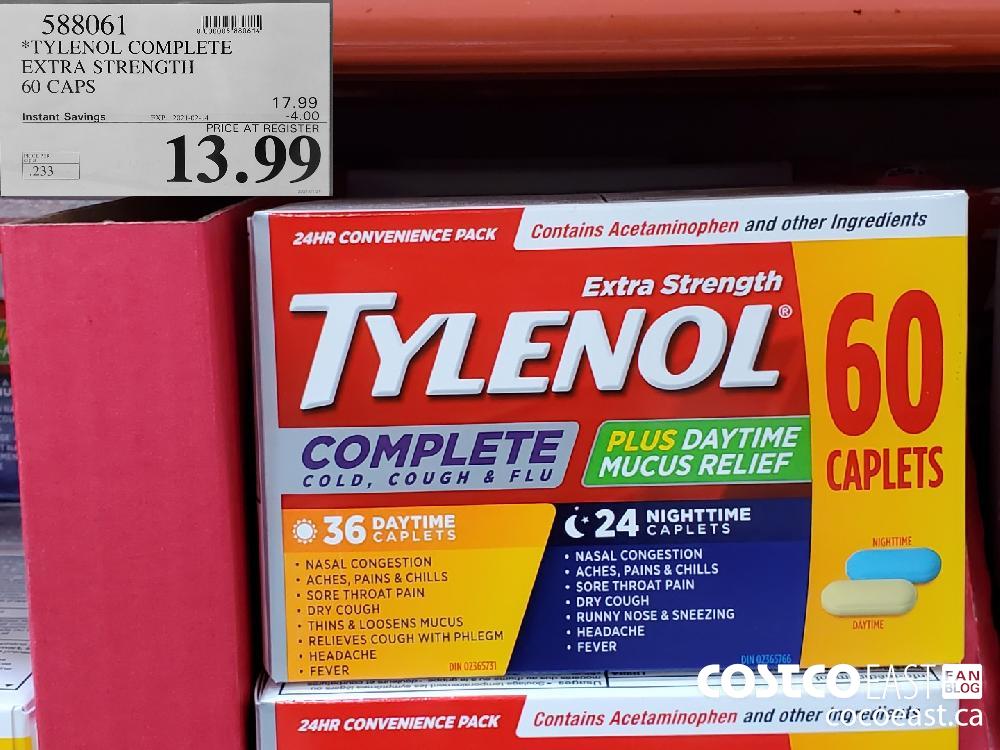 588061
*TYLENOL COMPLETE
EXTRA STRENGTH
60 CAPS
17.99
Instant Savings EXP. 2021-02-14 -4.00
PRICE AT REGISTER
13.99
.233
24HR CONVENIENCE PACK
Contains Acetaminophen and other Ingredients
Extra Strength
TYLENOL®
COMPLETE
COLD, COUGH & FLU
PLUS DAYTIME
MUCUS RELIEF
60
CAPLETS
36 DAYTIME
CAPLETS
• NASAL CONGESTION
• ACHES, PAINS & CHILLS
• SORE THROAT PAIN
• DRY COUGH
• THINS & LOOSENS MUCUS
• RELIEVES COUGH WITH PHLEGM
• HEADACHE
• FEVER
DIN 02365731
24 NIGHTTIME
CAPLETS
• NASAL CONGESTION
• ACHES, PAINS & CHILLS
• SORE THROAT PAIN
• DRY COUGH
• RUNNY NOSE & SNEEZING
• HEADACHE
• FEVER
DIN 02365766
NIGHTTIME
DAYTIME
24HR CONVENIENCE PACK
Contains Acetaminophen and other Ingredients
COSTCO EAST FAN
BLOG
cocoeast.ca